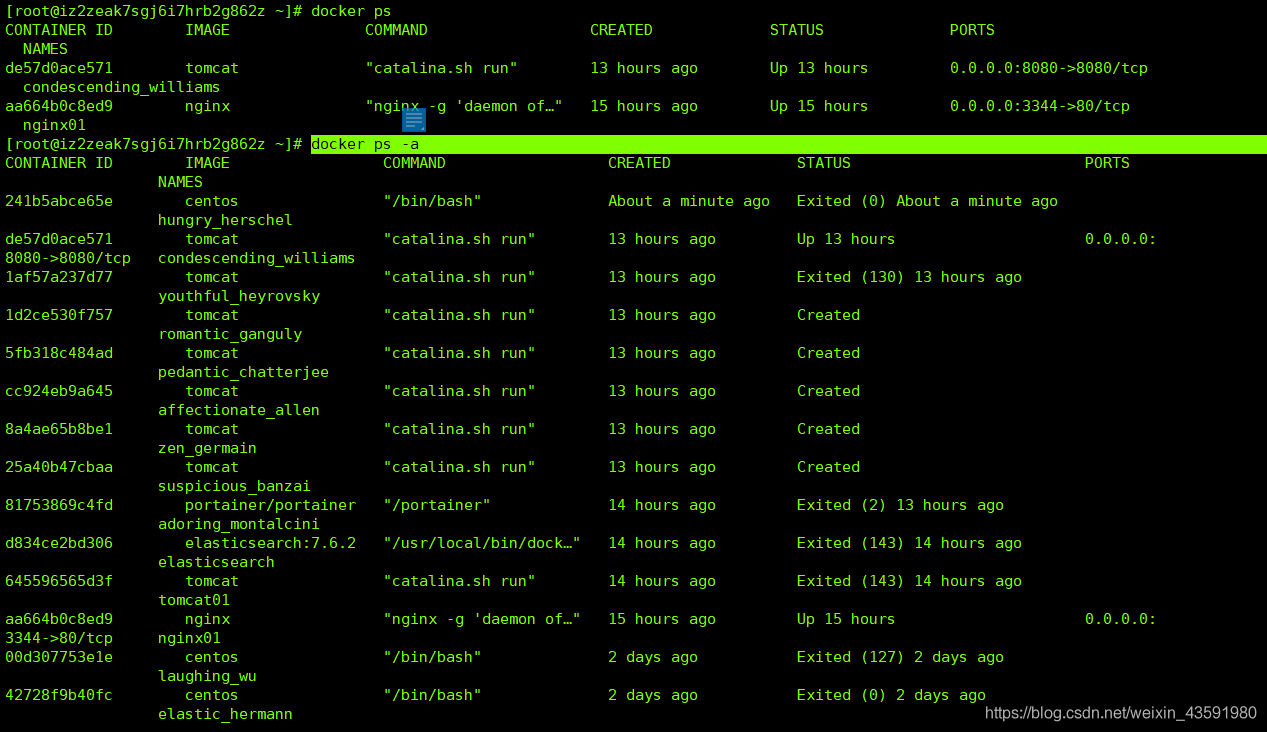 [root@iz2zeak7sgj6i7hrb2g862z ~]# docker ps
CONTAINER ID        IMAGE               COMMAND                  CREATED             STATUS              PORTS
  NAMES
de57d0ace571        tomcat              "catalina.sh run"        13 hours ago        Up 13 hours         0.0.0.0:8080->8080/tcp
  condescending_williams
aa664b0c8ed9        nginx               "nginx -g 'daemon of…"   15 hours ago        Up 15 hours         0.0.0.0:3344->80/tcp
  nginx01
[root@iz2zeak7sgj6i7hrb2g862z ~]# docker ps -a
CONTAINER ID        IMAGE                 COMMAND                  CREATED              STATUS                          PORTS
                 NAMES
241b5abce65e        centos                "/bin/bash"              About a minute ago   Exited (0) About a minute ago
                 hungry_herschel
de57d0ace571        tomcat                "catalina.sh run"        13 hours ago         Up 13 hours                     0.0.0.0:
8080->8080/tcp   condescending_williams
1af57a237d77        tomcat                "catalina.sh run"        13 hours ago         Exited (130) 13 hours ago
                 youthful_heyrovsky
1d2ce530f757        tomcat                "catalina.sh run"        13 hours ago         Created
                 romantic_ganguly
5fb318c484ad        tomcat                "catalina.sh run"        13 hours ago         Created
                 pedantic_chatterjee
cc924eb9a645        tomcat                "catalina.sh run"        13 hours ago         Created
                 affectionate_allen
8a4ae65b8be1        tomcat                "catalina.sh run"        13 hours ago         Created
                 zen_germain
25a40b47cbaa        tomcat                "catalina.sh run"        13 hours ago         Created
                 suspicious_banzai
81753869c4fd        portainer/portainer   "/portainer"             14 hours ago         Exited (2) 13 hours ago
                 adoring_montalcini
d834ce2bd306        elasticsearch:7.6.2   "/usr/local/bin/dock…"   14 hours ago         Exited (143) 14 hours ago
                 elasticsearch
645596565d3f        tomcat                "catalina.sh run"        14 hours ago         Exited (143) 14 hours ago
                 tomcat01
aa664b0c8ed9        nginx                 "nginx -g 'daemon of…"   15 hours ago         Up 15 hours                     0.0.0.0:
3344->80/tcp     nginx01
00d307753e1e        centos                "/bin/bash"              2 days ago           Exited (127) 2 days ago
                 laughing_wu
42728f9b40fc        centos                "/bin/bash"              2 days ago           Exited (0) 2 days ago
                 elastic_hermann
https://blog.csdn.net/weixin_43591980